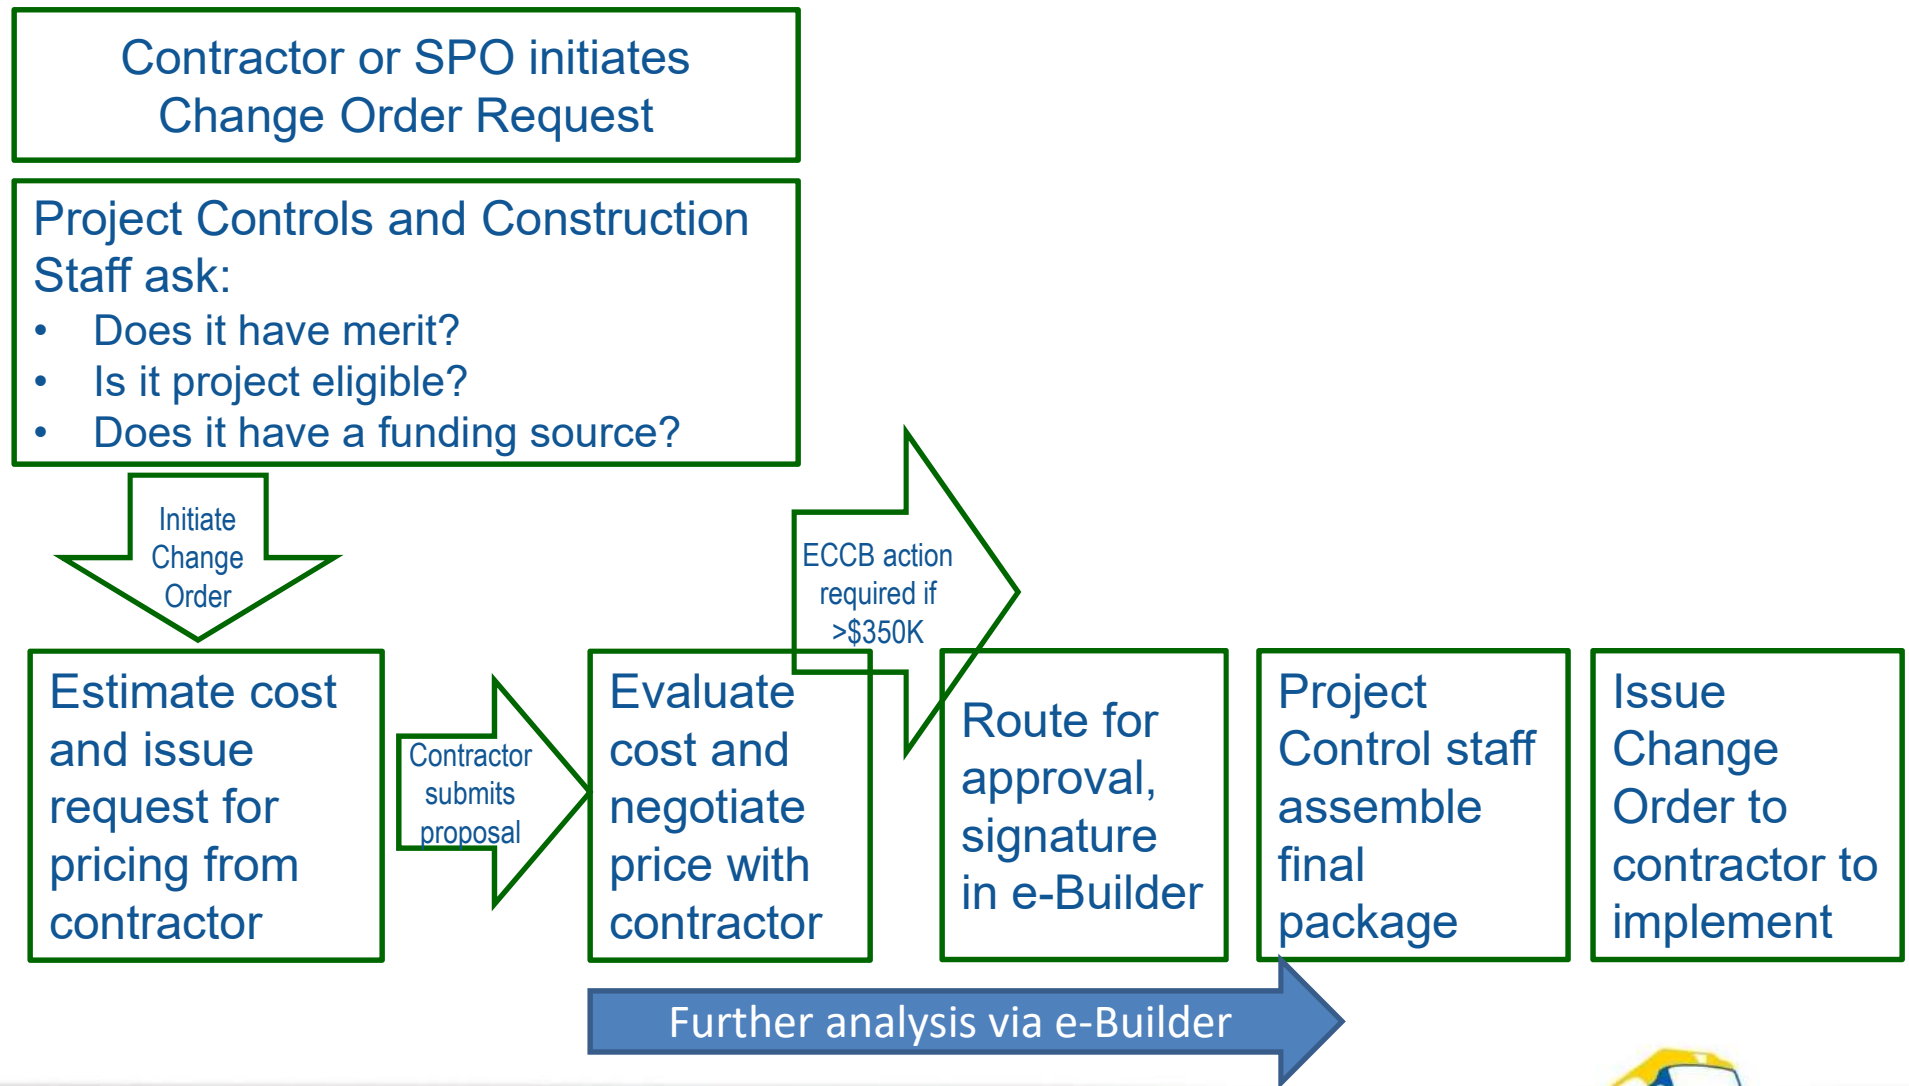 Contractor or SPO initiates
Change Order Request
Project Controls and Construction
Staff ask:
• Does it have merit?
• Is it project eligible?
• Does it have a funding source?
Initiate
Change
Order
ECCB action
required if
>$350K
Estimate cost
and issue
request for
pricing from
contractor
Contractor
submits
proposal
Evaluate
cost and
negotiate
price with
contractor
Route for
approval,
signature
in e-Builder
Project
Control staff
assemble
final
package
Issue
Change
Order to
contractor to
implement
Further analysis via e-Builder